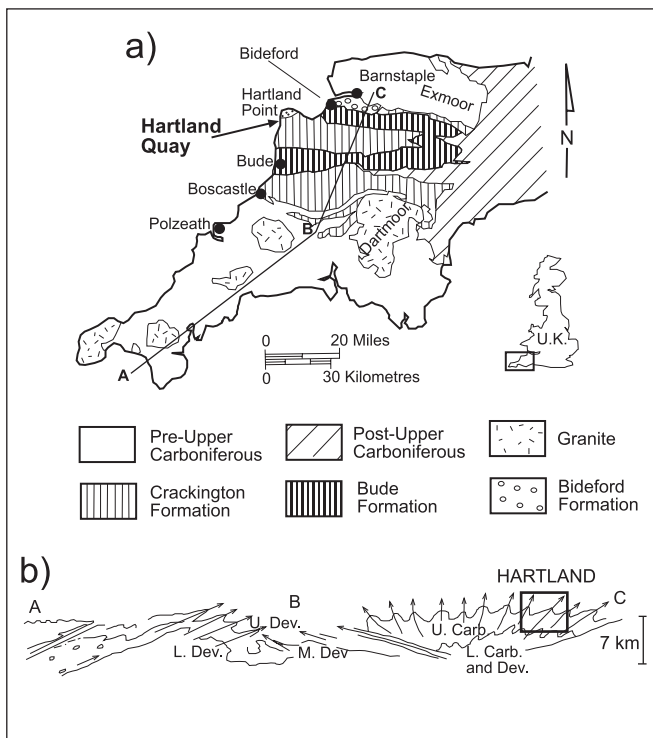 a)
Bideford
Barnstaple
C
Exmoor
Hartland
Point
Hartland
Quay
N
Bude
Boscastle
Polzeath
B
Dartmoor
A
0 20 Miles
0 30 Kilometres
U.K.
Pre-Upper
Carboniferous
Post-Upper
Carboniferous
Granite
Crackington
Formation
Bude
Formation
Bideford
Formation
b)
HARTLAND
A
B
C
U. Dev.
U. Carb.
7 km
L. Dev.
M. Dev
L. Carb.
and Dev.